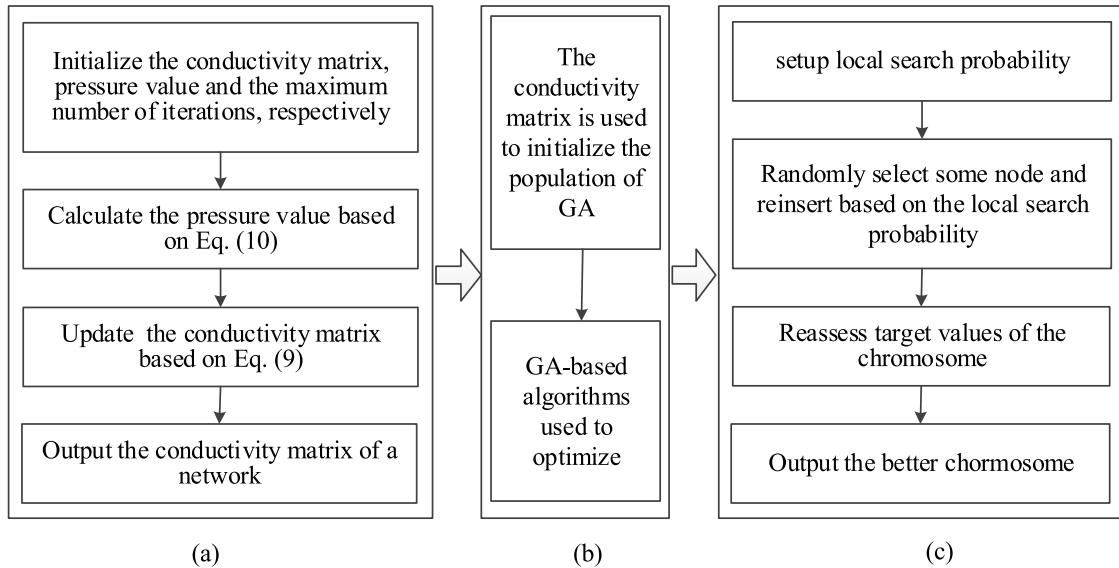 Initialize the conductivity matrix,
pressure value and the maximum
number of iterations, respectively
Calculate the pressure value based
on Eq. (10)
Update the conductivity matrix
based on Eq. (9)
Output the conductivity matrix of a
network
(a)
The
conductivity
matrix is used
to initialize the
population of
GA
GA-based
algorithms
used to
optimize
(b)
setup local search probability
Randomly select some node and
reinsert based on the local search
probability
Reassess target values of the
chromosome
Output the better chormosome
(c)